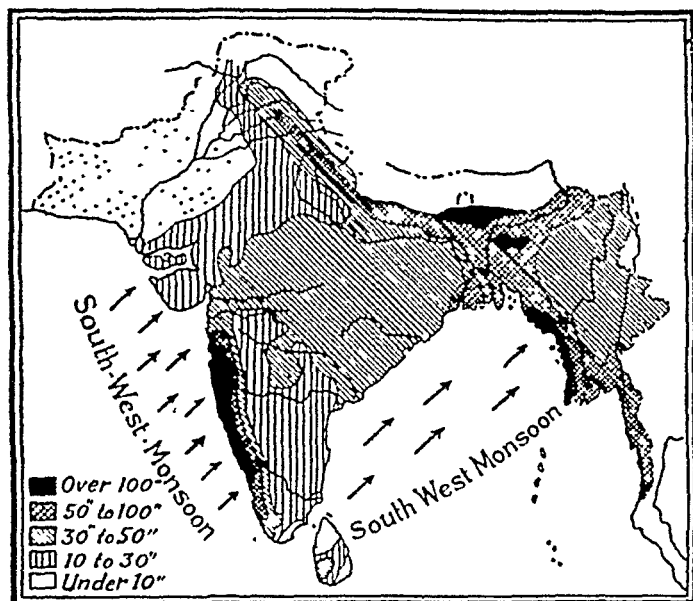 South-West-Monsoon
South West Monsoon
Over 100"
50" to 100"
30" to 50"
10 to 30"
Under 10"